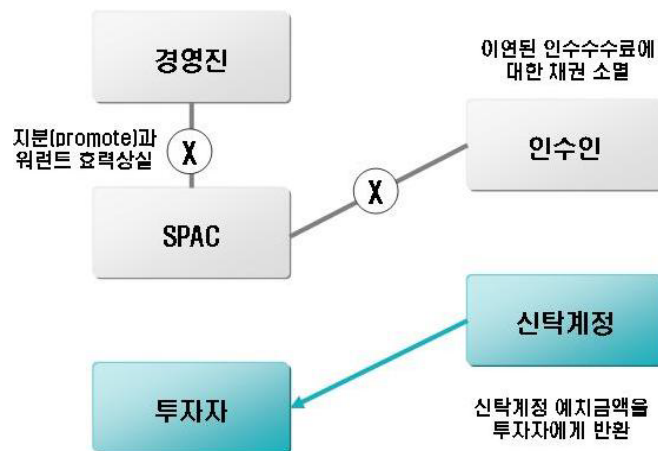 경영진
이연된 인수수수료에
대한 채권 소멸
지분(promote)과
워런트 효력상실
X
인수인
X
SPAC
신탁계정
투자자
신탁계정 예치금액을
투자자에게 반환